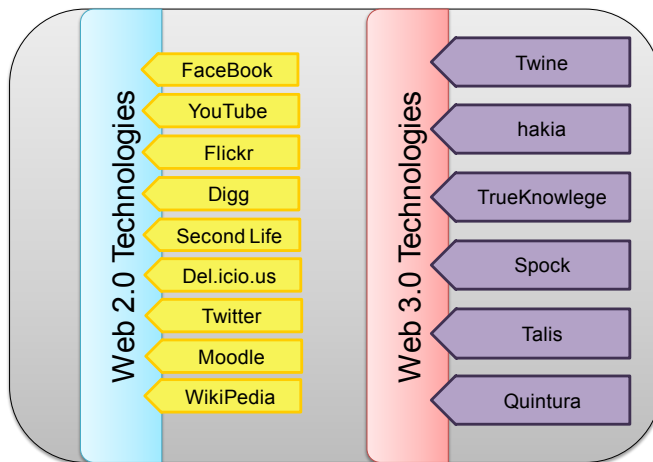 Web 2.0 Technologies
FaceBook
YouTube
Flickr
Digg
Second Life
Del.icio.us
Twitter
Moodle
WikiPedia
Web 3.0 Technologies
Twine
hakia
TrueKnowlege
Spock
Talis
Quintura